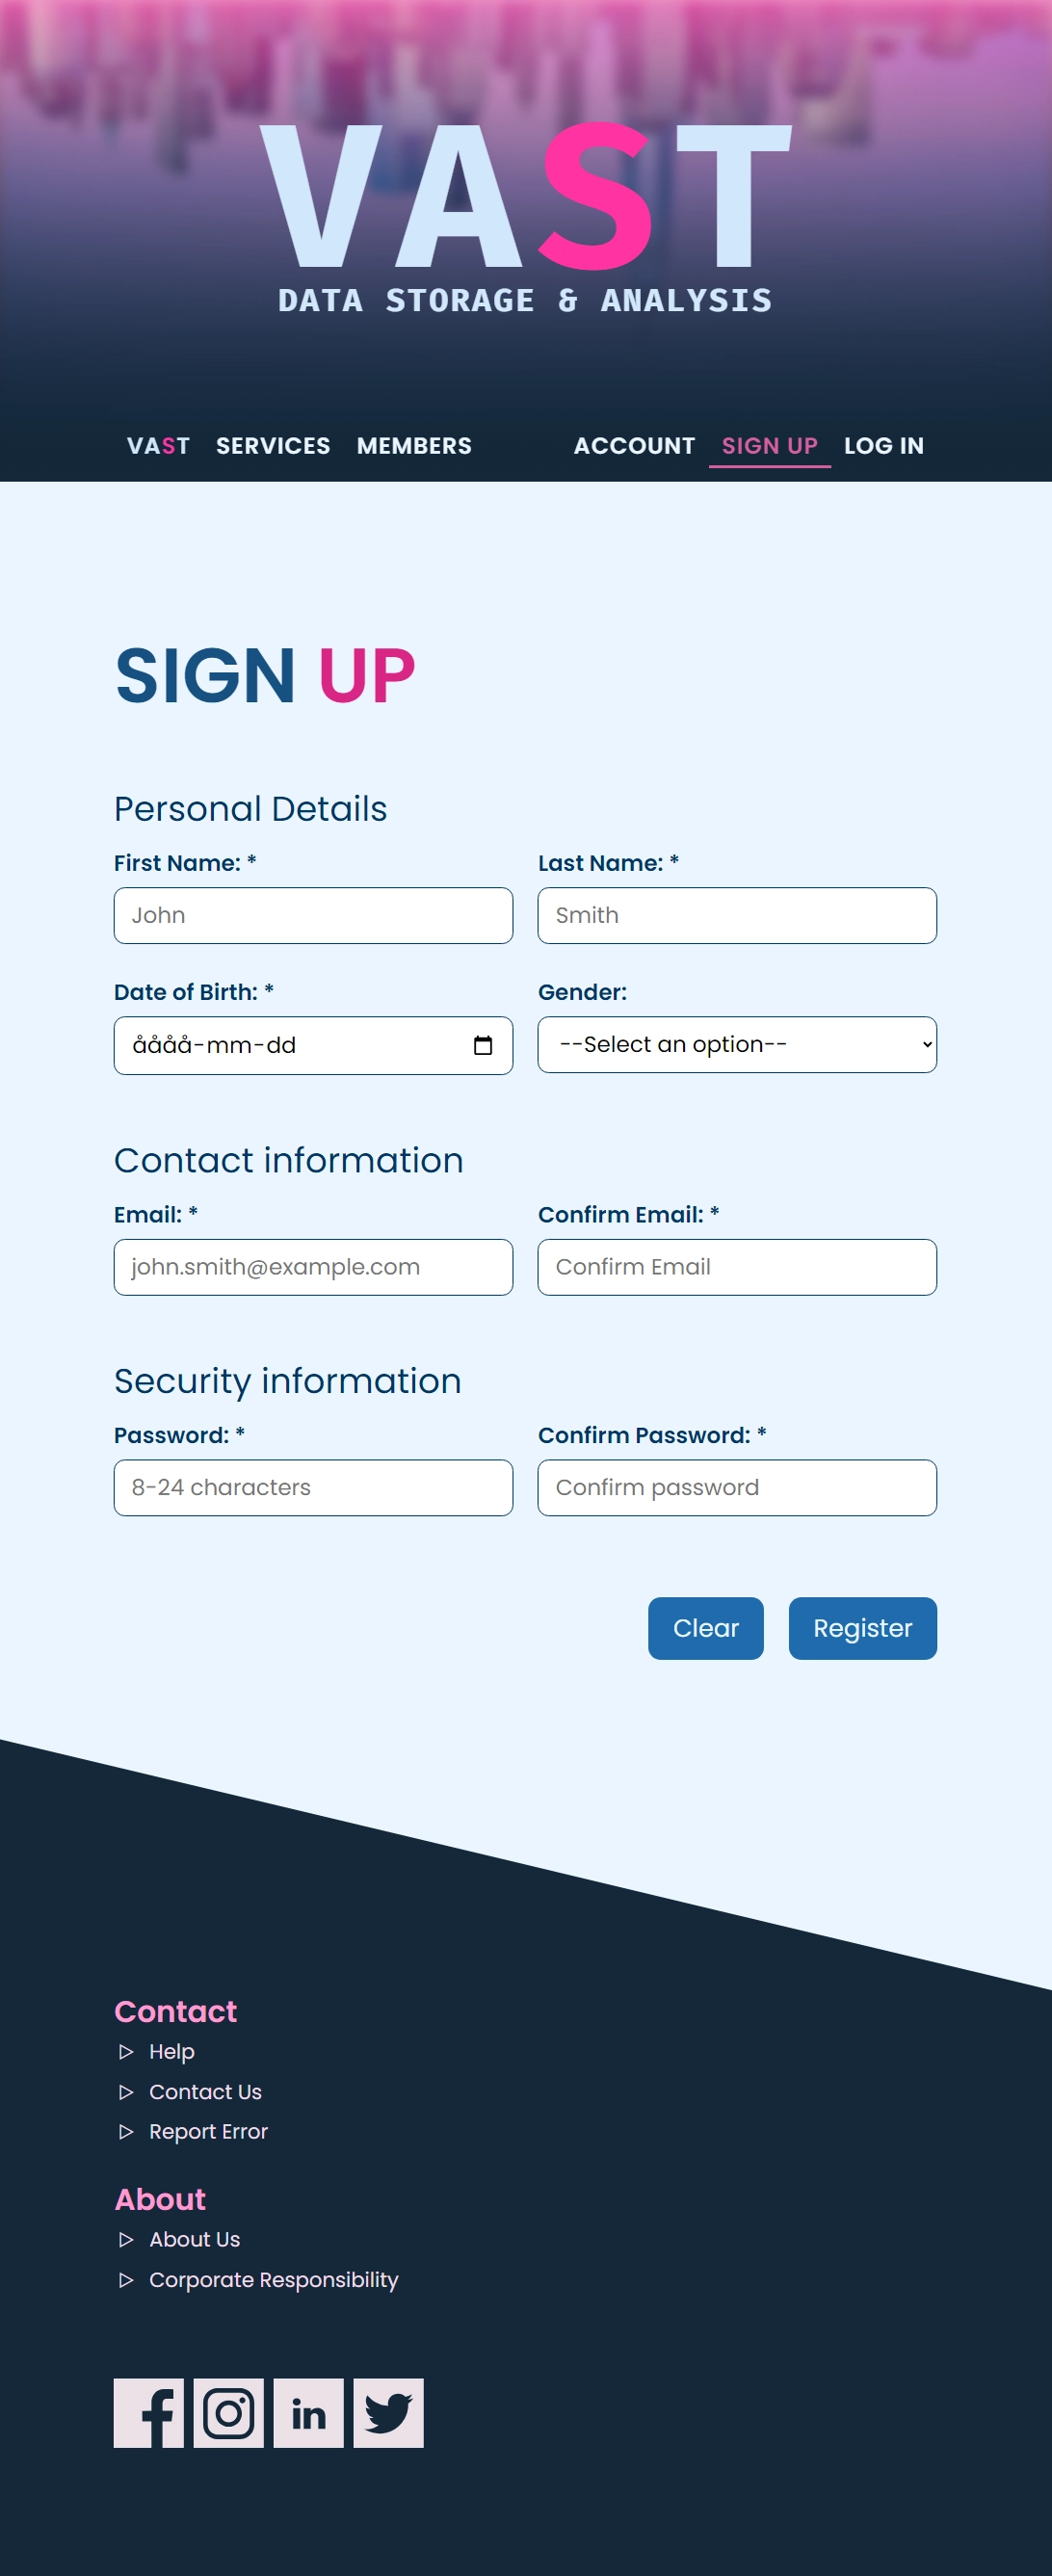 VAST
DATA STORAGE & ANALYSIS
VAST SERVICES MEMBERS ACCOUNT SIGN UP LOG IN
SIGN UP
Personal Details
First Name: * Last Name: *
John Smith
Date of Birth: * Gender:
åååå-mm-dd --Select an option--
Contact information
Email: * Confirm Email: *
john.smith@example.com Confirm Email
Security information
Password: * Confirm Password: *
8-24 characters Confirm password
Clear Register
Contact
Help
Contact Us
Report Error
About
About Us
Corporate Responsibility